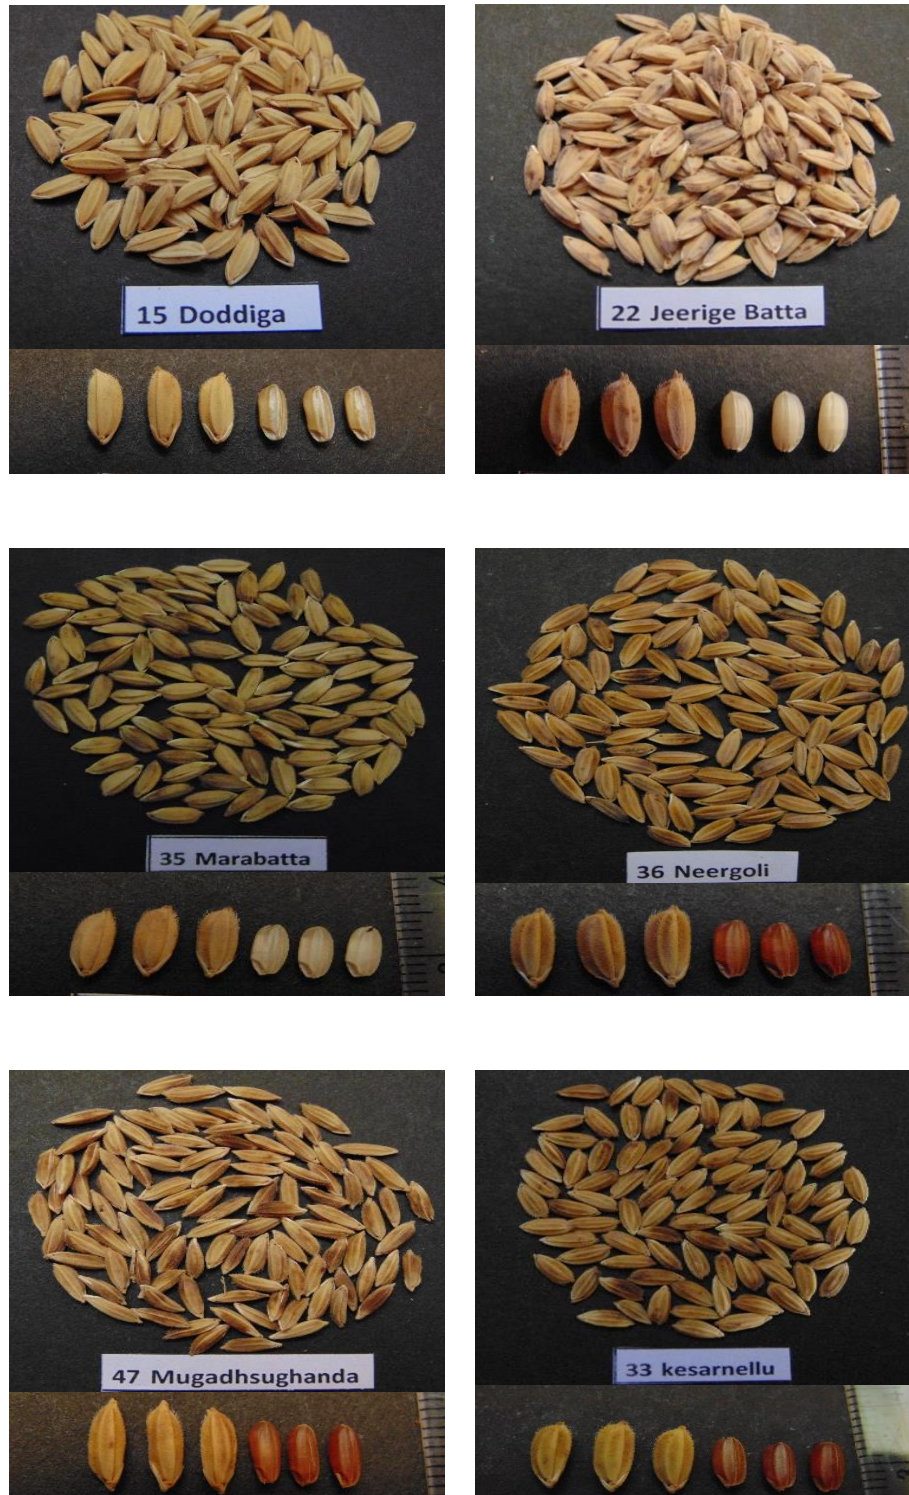 15 Doddiga
22 Jeerige Batta
35 Marabatta
36 Neergoli
47 Mugadhsughanda
33 kesarnellu